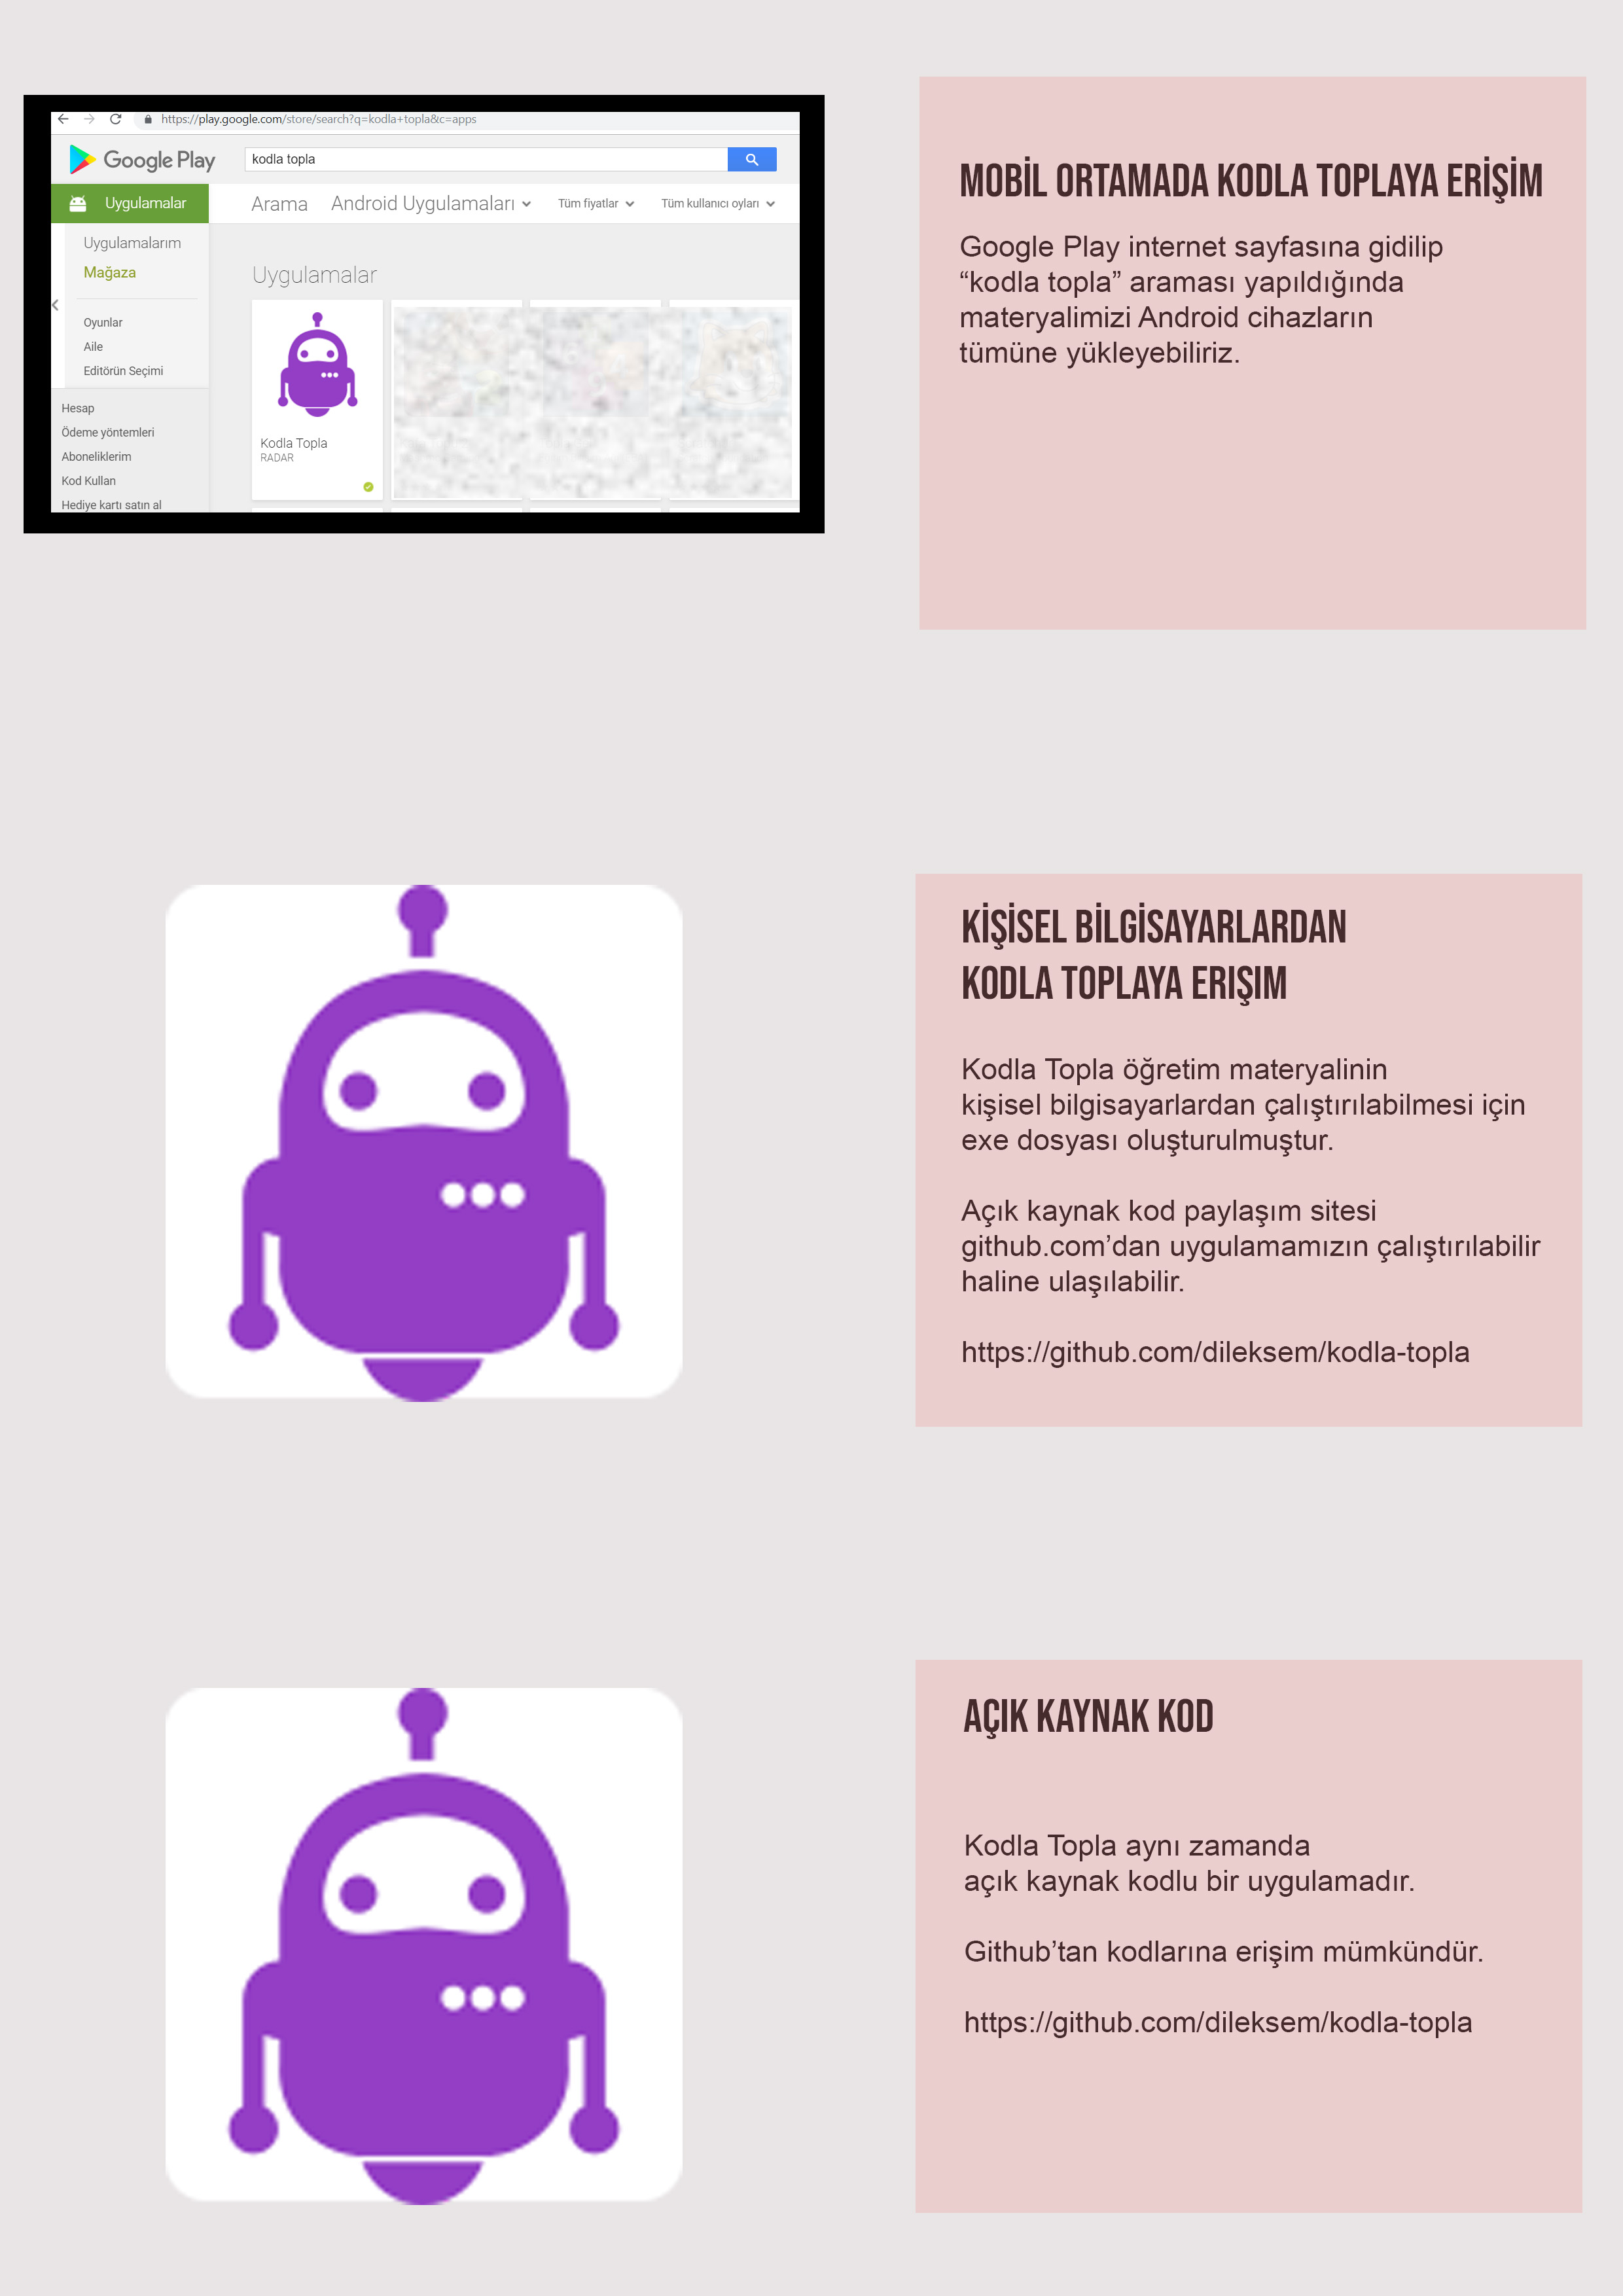 https://play.google.com/store/search?q=kodla+topla&c=apps
Google Play
kodla topla
Uygulamalar
Arama
Android Uygulamaları
Tüm fiyatlar
Tüm kullanıcı oyları
Uygulamalarım
Mağaza
Oyunlar
Aile
Editörün Seçimi
Hesap
Ödeme yöntemleri
Aboneliklerim
Kod Kullan
Hediye kartı satın al
Uygulamalar
Kodla Topla
RADAR
MOBİL ORTAMADA KODLA TOPLAYA ERİŞİM
Google Play internet sayfasına gidilip
“kodla topla” araması yapıldığında
materyalimizi Android cihazların
tümüne yükleyebiliriz.
KİŞİSEL BİLGİSAYARLARDAN
KODLA TOPLAYA ERIŞIM
Kodla Topla öğretim materyalinin
kişisel bilgisayarlardan çalıştırılabilmesi için
exe dosyası oluşturulmuştur.
Açık kaynak kod paylaşım sitesi
github.com’dan uygulamamızın çalıştırılabilir
haline ulaşılabilir.
https://github.com/dileksem/kodla-topla
AÇIK KAYNAK KOD
Kodla Topla aynı zamanda
açık kaynak kodlu bir uygulamadır.
Github’tan kodlarına erişim mümkündür.
https://github.com/dileksem/kodla-topla